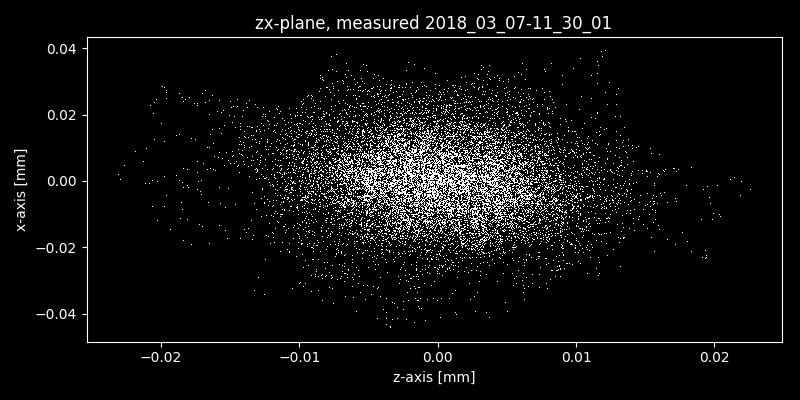 zx-plane, measured 2018_03_07-11_30_01
0.04
0.02
0.00
−0.02
−0.04
x-axis [mm]
−0.02 −0.01 0.00 0.01 0.02
z-axis [mm]